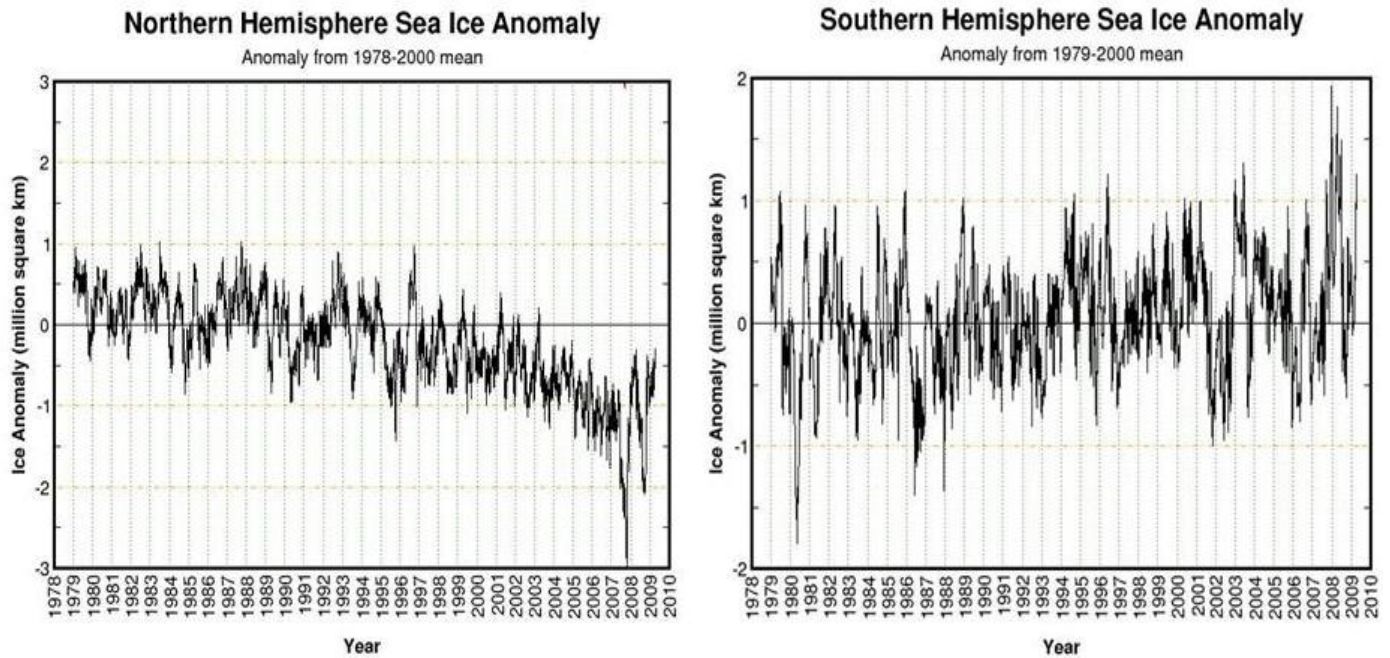 Northern Hemisphere Sea Ice Anomaly
Anomaly from 1978-2000 mean
Ice Anomaly (million square km)
3
2
1
0
-1
-2
-3
1978 1979 1980 1981 1982 1983 1984 1985 1986 1987 1988 1989 1990 1991 1992 1993 1994 1995 1996 1997 1998 1999 2000 2001 2002 2003 2004 2005 2006 2007 2008 2009 2010
Year
Southern Hemisphere Sea Ice Anomaly
Anomaly from 1979-2000 mean
Ice Anomaly (million square km)
2
1
0
-1
-2
1978 1979 1980 1981 1982 1983 1984 1985 1986 1987 1988 1989 1990 1991 1992 1993 1994 1995 1996 1997 1998 1999 2000 2001 2002 2003 2004 2005 2006 2007 2008 2009 2010
Year